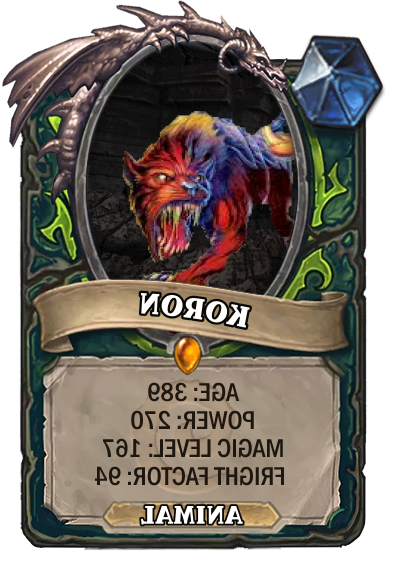 KORON
AGE: 389
POWER: 270
MAGIC LEVEL: 167
FRIGHT FACTOR: 94
ANIMAL